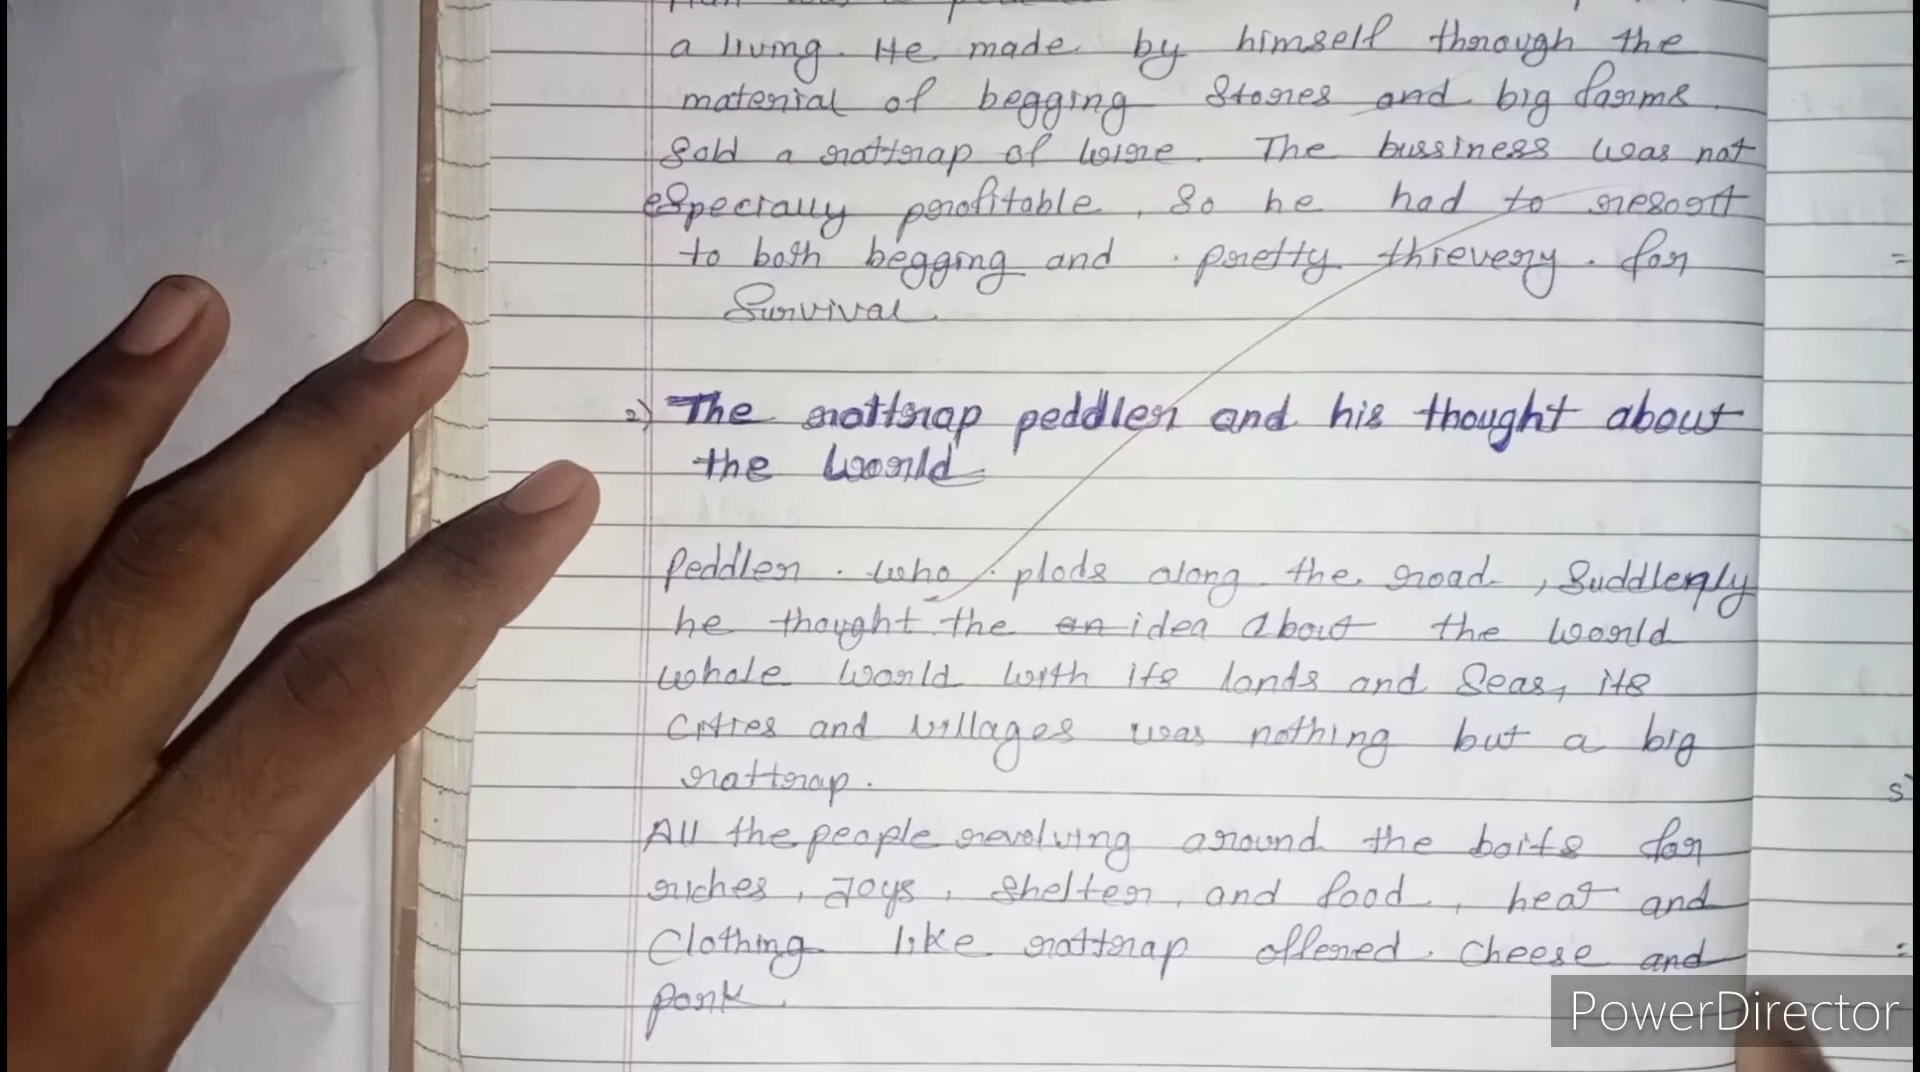 a living. He made by himself through the
material of begging stores and big farms.
Sold a rattrap of wire. The bussiness was not
especially profitable, so he had to resort
to both begging and pretty thrievery. for
Survival.
2) The rattrap peddler and his thought about
the world
Peddler who plods along the road, Suddlenly
he thought the an idea about the world
whole world with its lands and Seas, its
Cities and villages was nothing but a big
rattrap.
All the people revolving around the baits for
riches, Joys, Shelter, and food, heat and
Clothing like rattrap offered cheese and
pork.
PowerDirector